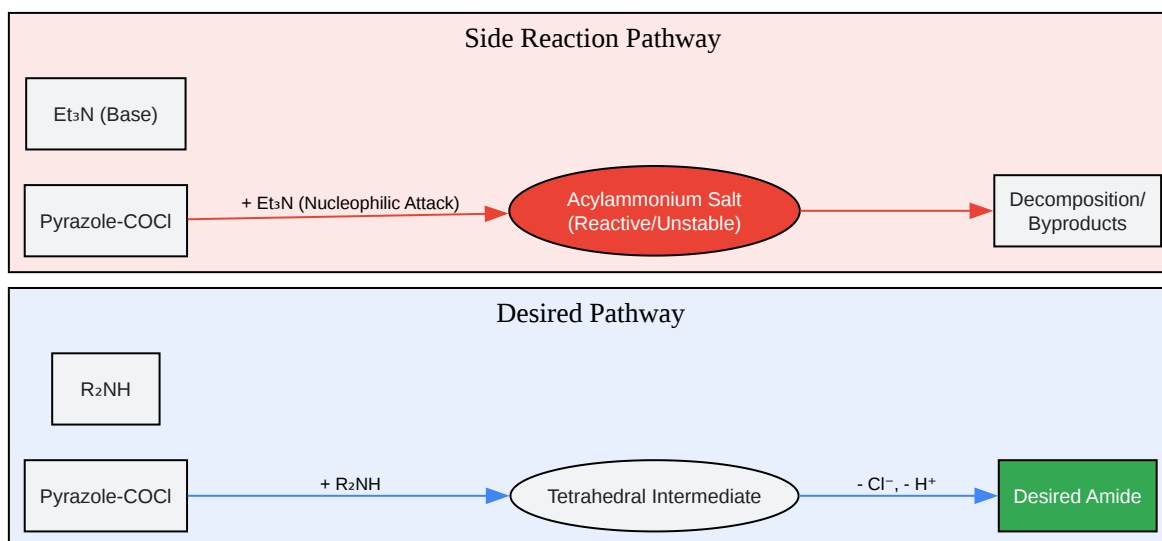 Side Reaction Pathway
Et₃N (Base)
Pyrazole-COCl
+ Et₃N (Nucleophilic Attack)
Acylammonium Salt
(Reactive/Unstable)
Decomposition/
Byproducts
Desired Pathway
R₂NH
Pyrazole-COCl
+ R₂NH
Tetrahedral Intermediate
- Cl⁻, - H⁺
Desired Amide